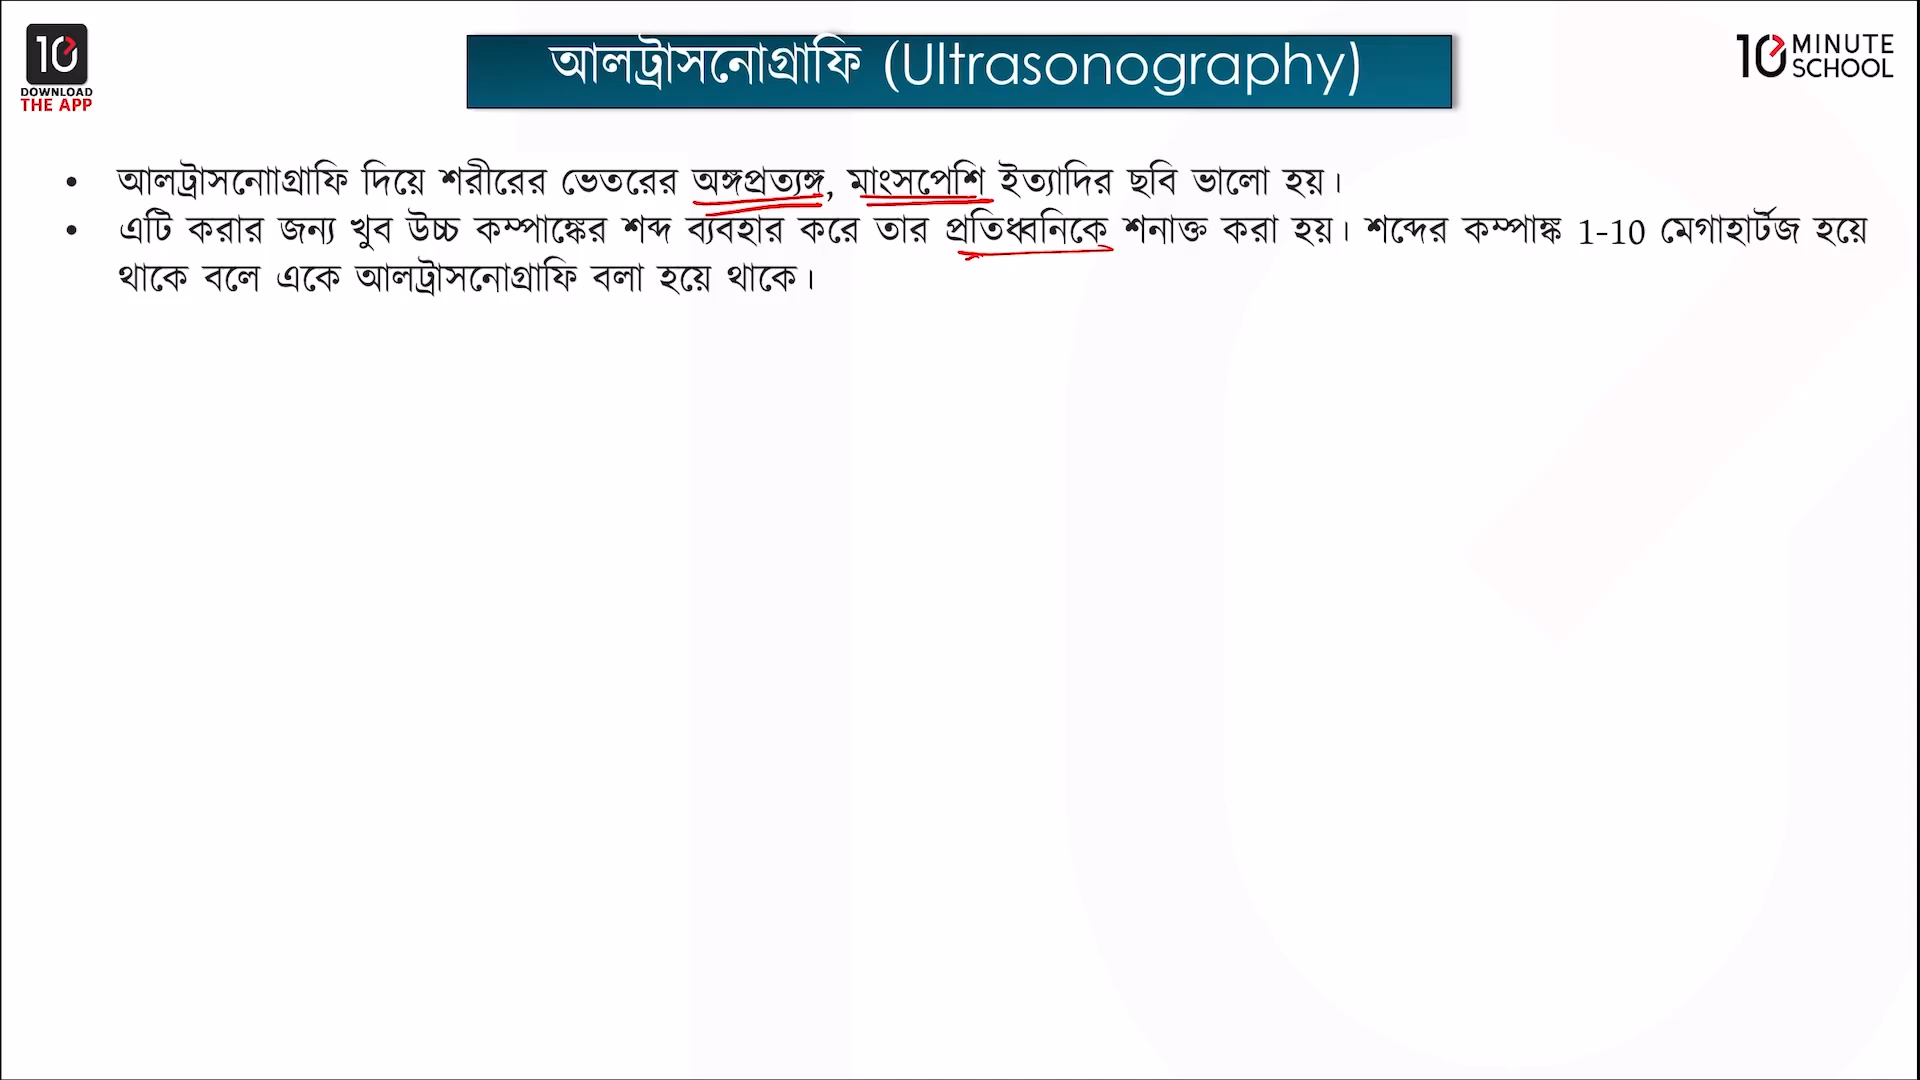 10
DOWNLOAD
THE APP
আলট্রাসনোগ্রাফি (Ultrasonography)
10 MINUTE
SCHOOL
• আলট্রাসনোাগ্রাফি দিয়ে শরীরের ভেতরের অঙ্গপ্রত্যঙ্গ, মাংসপেশি ইত্যাদির ছবি ভালো হয়।
• এটি করার জন্য খুব উচ্চ কম্পাঙ্কের শব্দ ব্যবহার করে তার প্রতিধ্বনিকে শনাক্ত করা হয়। শব্দের কম্পাঙ্ক 1-10 মেগাহার্টজ হয়ে
থাকে বলে একে আলট্রাসনোগ্রাফি বলা হয়ে থাকে।